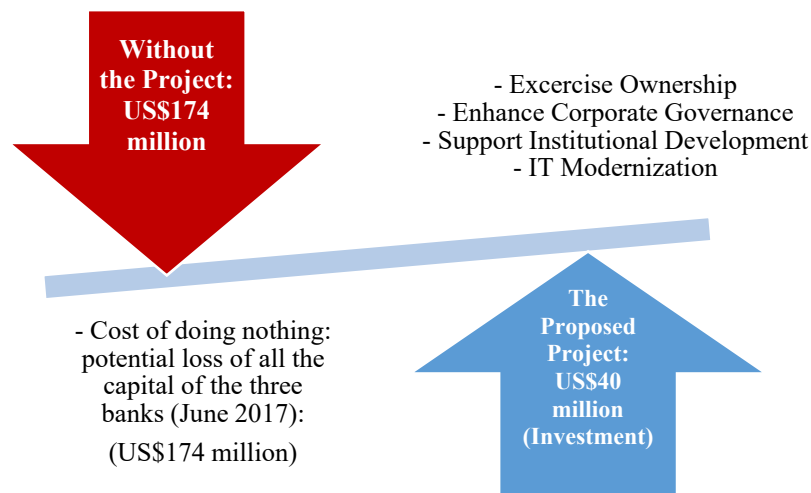 Without
the Project:
US$174
million
- Excercise Ownership
- Enhance Corporate Governance
- Support Institutional Development
- IT Modernization
- Cost of doing nothing:
potential loss of all the
capital of the three
banks (June 2017):
(US$174 million)
The
Proposed
Project:
US$40
million
(Investment)